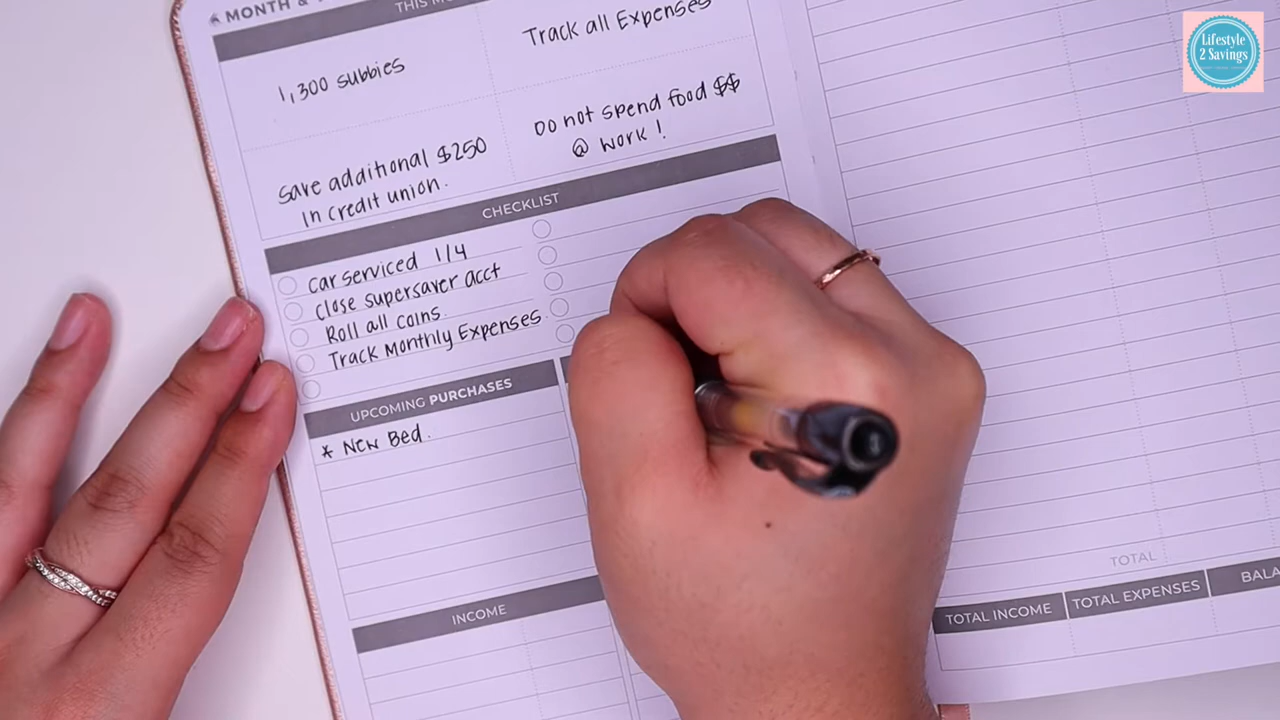 MONTH &
THIS MO
1,300 subbies
Track all Expenses
Save additional $250
In credit union.
Do not spend food $$
@ work !
CHECKLIST
car serviced 1/4
close supersaver acct
Roll all coins.
Track Monthly Expenses
UPCOMING PURCHASES
* New Bed.
INCOME
TOTAL
TOTAL INCOME
TOTAL EXPENSES
BALA
Lifestyle
2 Savings